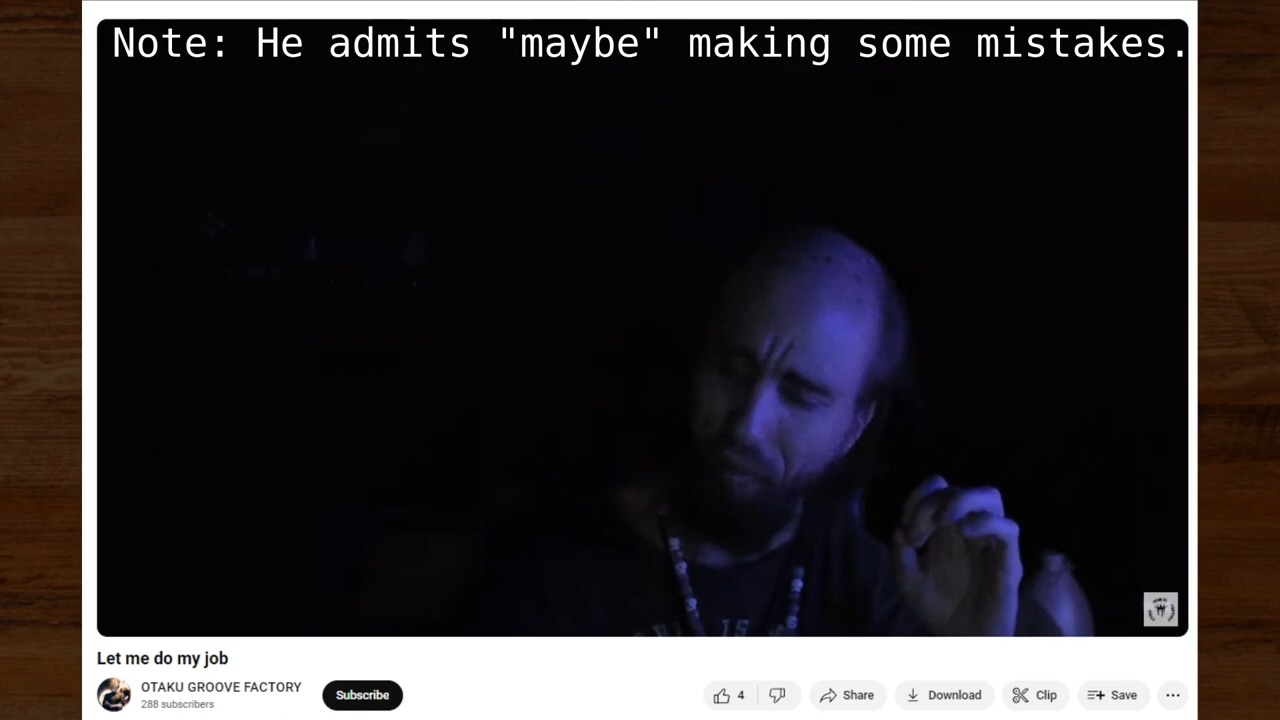 Note: He admits "maybe" making some mistakes.
Let me do my job
OTAKU GROOVE FACTORY
288 subscribers
Subscribe
4
Share
Download
Clip
Save